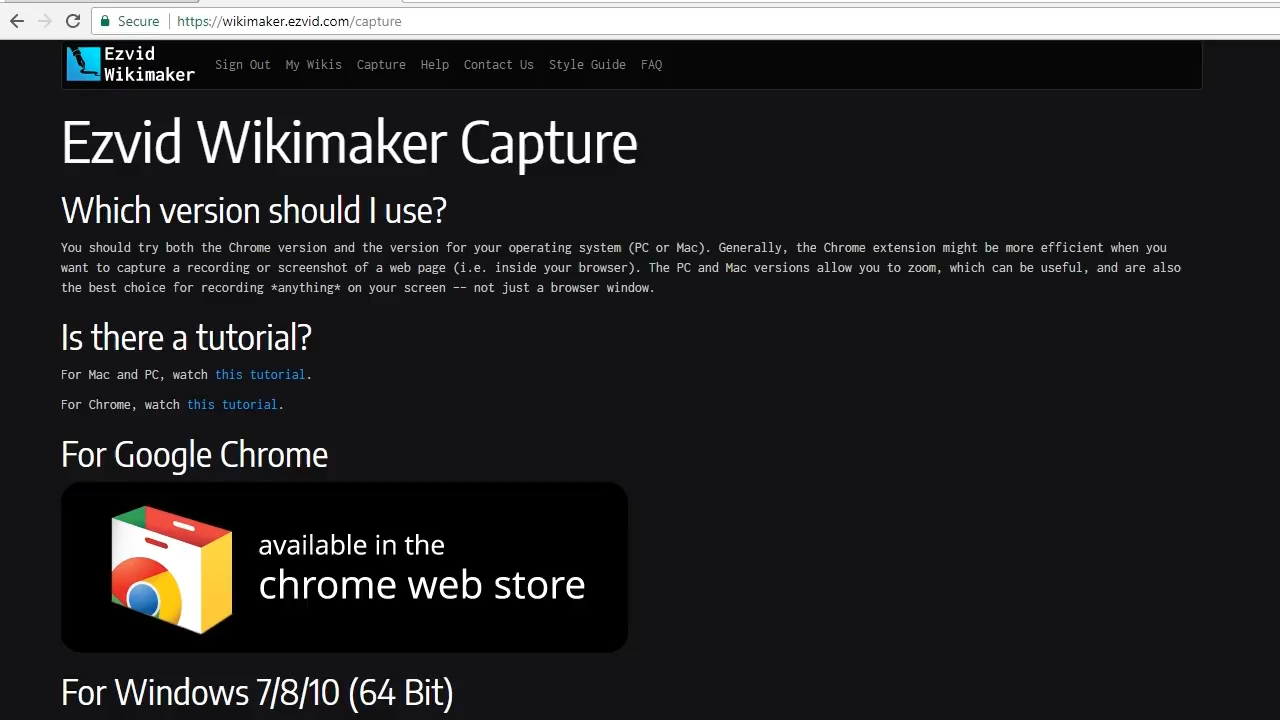 Secure https://wikimaker.ezvid.com/capture
Ezvid
Wikimaker
Sign Out My Wikis Capture Help Contact Us Style Guide FAQ
Ezvid Wikimaker Capture
Which version should I use?
You should try both the Chrome version and the version for your operating system (PC or Mac). Generally, the Chrome extension might be more efficient when you
want to capture a recording or screenshot of a web page (i.e. inside your browser). The PC and Mac versions allow you to zoom, which can be useful, and are also
the best choice for recording *anything* on your screen -- not just a browser window.
Is there a tutorial?
For Mac and PC, watch this tutorial.
For Chrome, watch this tutorial.
For Google Chrome
available in the
chrome web store
For Windows 7/8/10 (64 Bit)